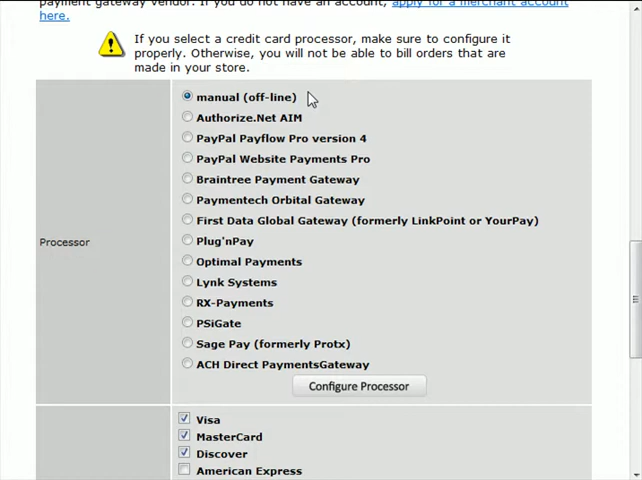 payment gateway vendor. If you do not have an account, apply for a merchant account
here.
If you select a credit card processor, make sure to configure it
properly. Otherwise, you will not be able to bill orders that are
made in your store.
Processor
manual (off-line)
Authorize.Net AIM
PayPal Payflow Pro version 4
PayPal Website Payments Pro
Braintree Payment Gateway
Paymentech Orbital Gateway
First Data Global Gateway (formerly LinkPoint or YourPay)
Plug'nPay
Optimal Payments
Lynk Systems
RX-Payments
PSiGate
Sage Pay (formerly Protx)
ACH Direct PaymentsGateway
Configure Processor
Visa
MasterCard
Discover
American Express